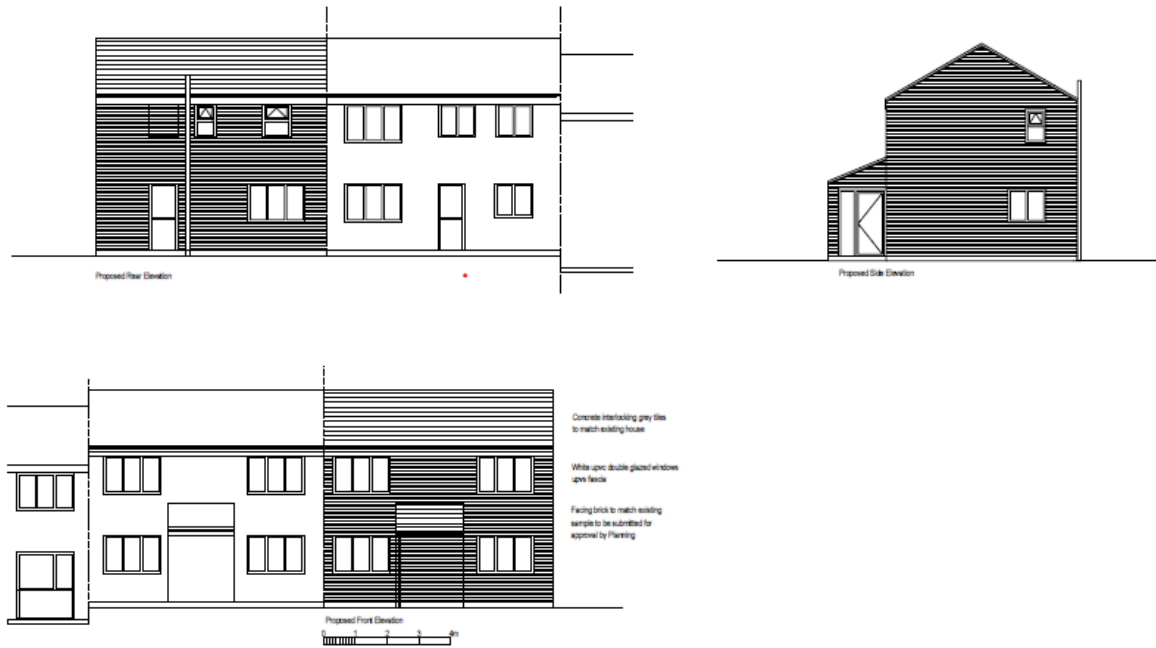 Proposed Rear Elevation
Proposed Side Elevation
Concrete interlocking grey tiles
to match existing house
White upvc double glazed windows
upvs fascia
Facing brick to match existing
sample to be submitted for
approval by Planning
Proposed Front Elevation
0 1 2 3 4m